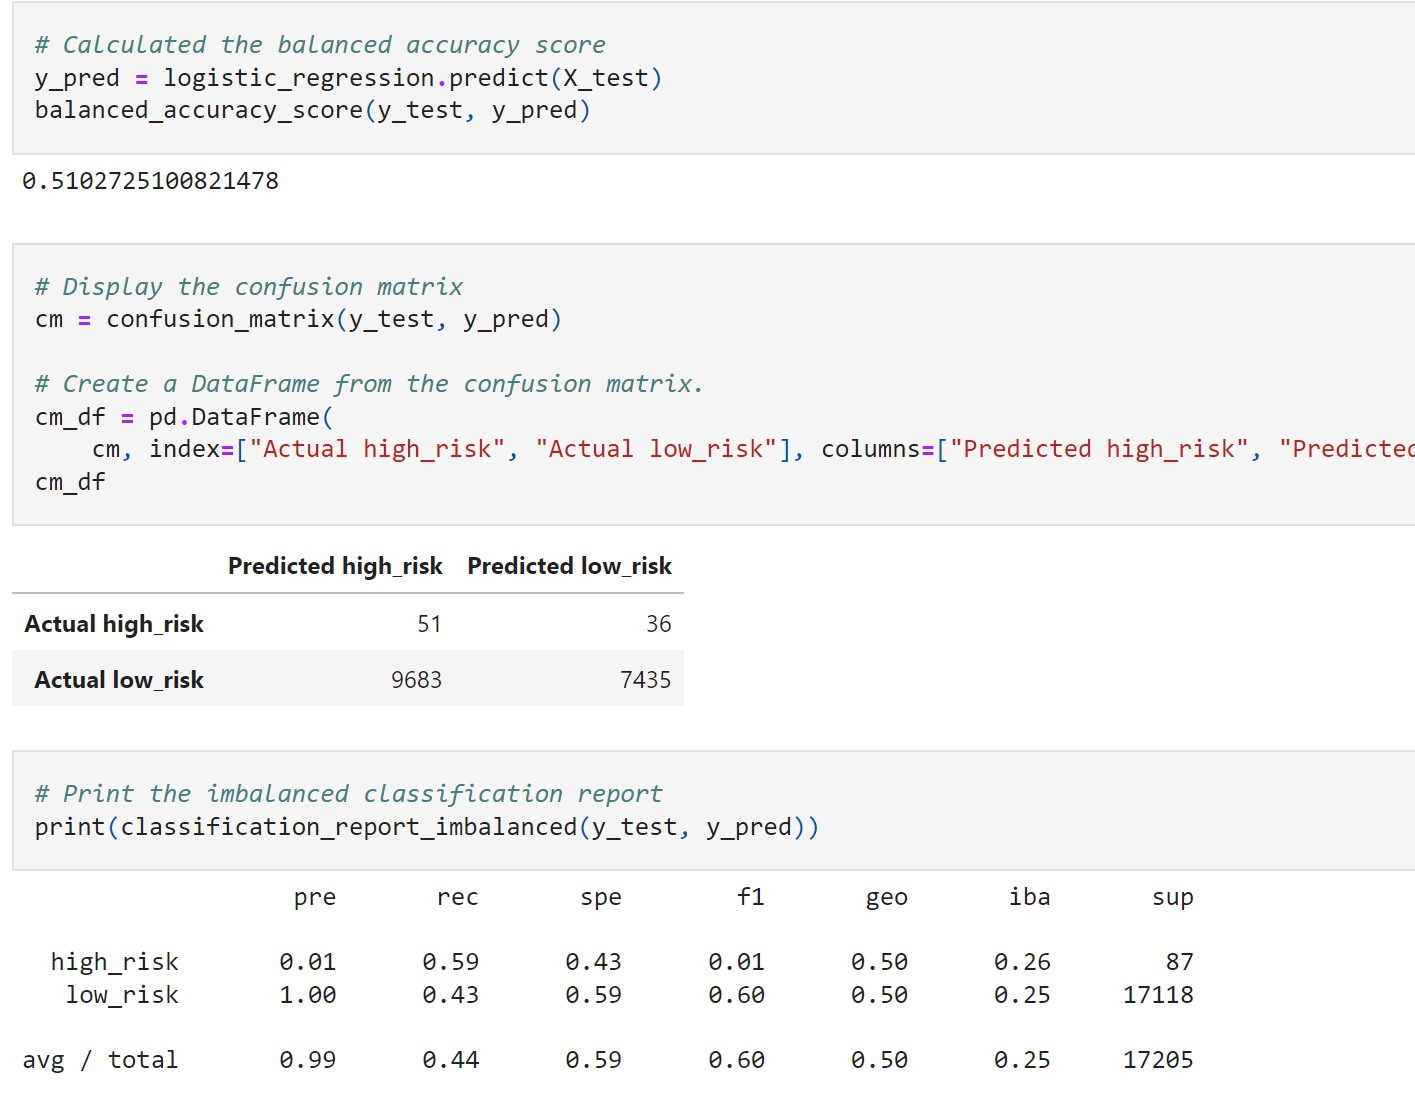 # Calculated the balanced accuracy score
y_pred = logistic_regression.predict(X_test)
balanced_accuracy_score(y_test, y_pred)
0.5102725100821478
# Display the confusion matrix
cm = confusion_matrix(y_test, y_pred)
# Create a DataFrame from the confusion matrix.
cm_df = pd.DataFrame(
cm, index=["Actual high_risk", "Actual low_risk"], columns=["Predicted high_risk", "Predicted
cm_df
Predicted high_risk Predicted low_risk
Actual high_risk 51 36
Actual low_risk 9683 7435
# Print the imbalanced classification report
print(classification_report_imbalanced(y_test, y_pred))
pre rec spe f1 geo iba sup
high_risk 0.01 0.59 0.43 0.01 0.50 0.26 87
low_risk 1.00 0.43 0.59 0.60 0.50 0.25 17118
avg / total 0.99 0.44 0.59 0.60 0.50 0.25 17205